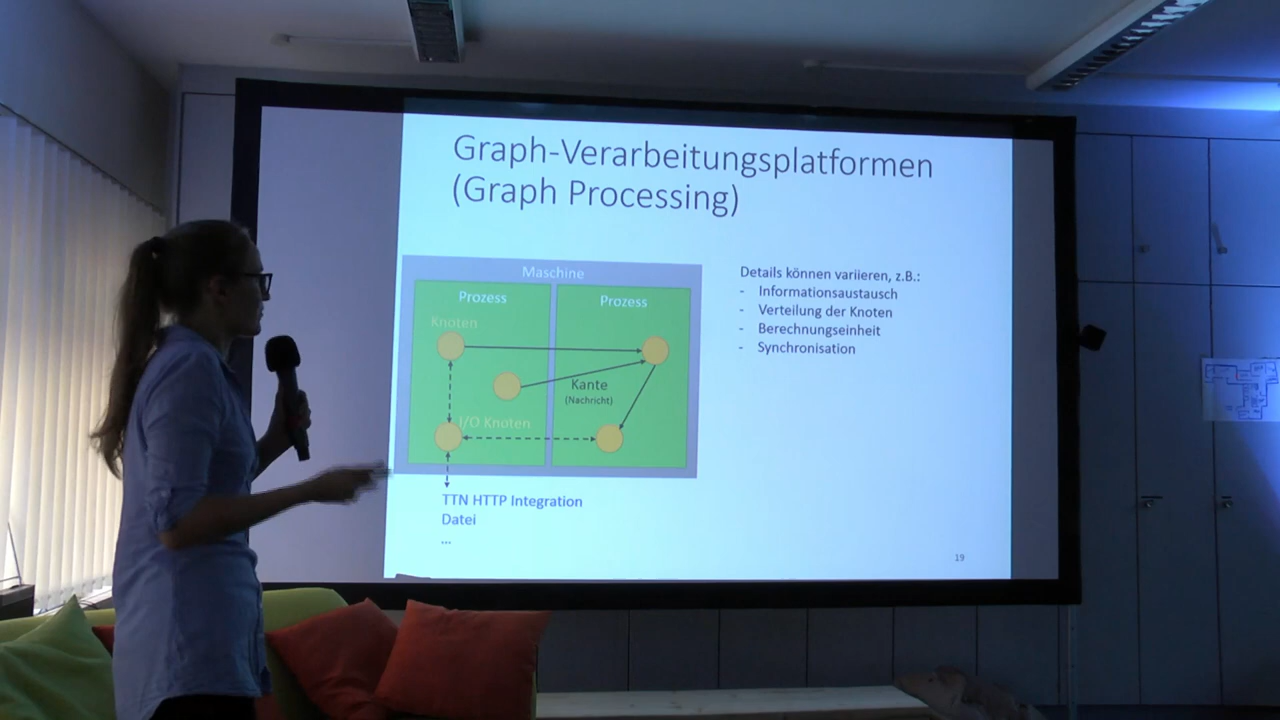 Graph-Verarbeitungsplatformen
(Graph Processing)
Maschine
Prozess
Prozess
Knoten
Kante
(Nachricht)
I/O Knoten
TTN HTTP Integration
Datei
...
Details können variieren, z.B.:
- Informationsaustausch
- Verteilung der Knoten
- Berechnungseinheit
- Synchronisation
19